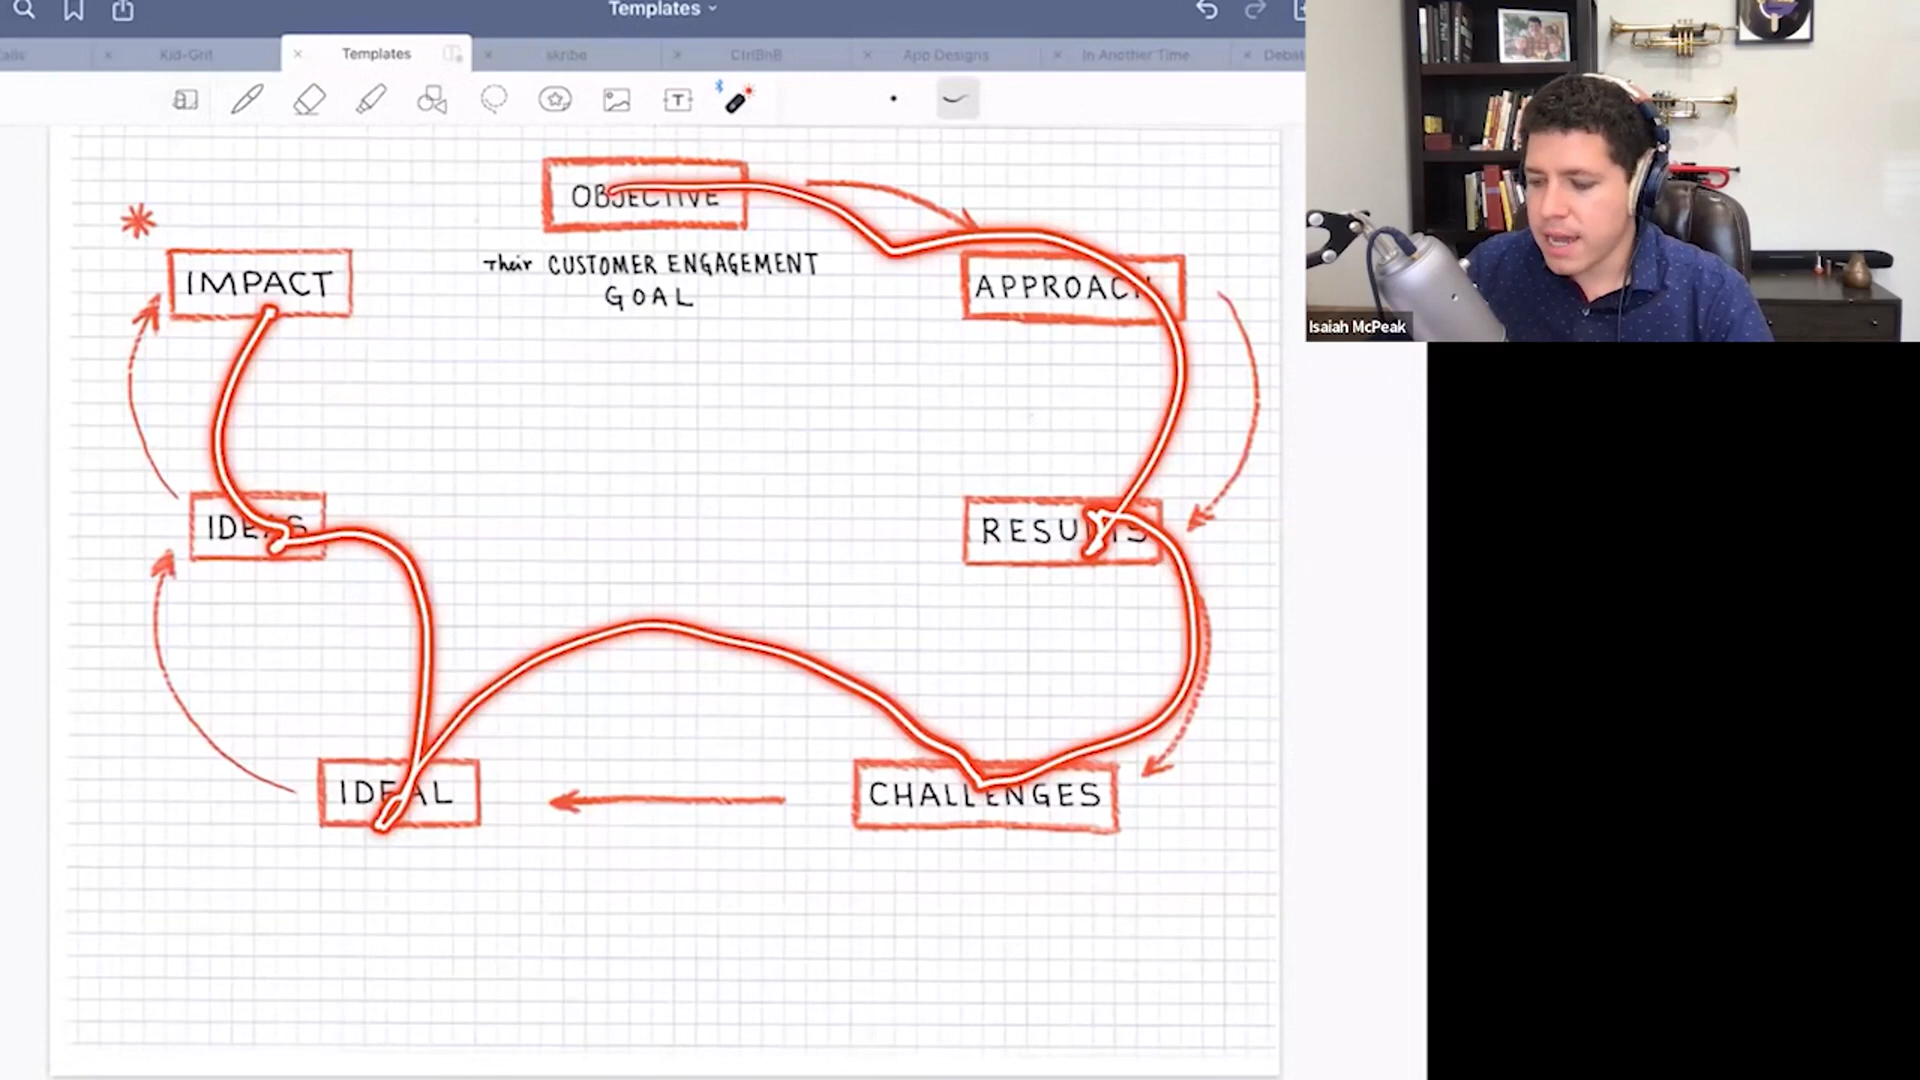 Templates
Kid-Grit
Templates
skribe
CtrlBnB
App Designs
In Another Time
T
OBJECTIVE
Their CUSTOMER ENGAGEMENT
GOAL
IMPACT
APPROACH
IDEAS
RESULTS
IDEAL
CHALLENGES
Isaiah McPeak